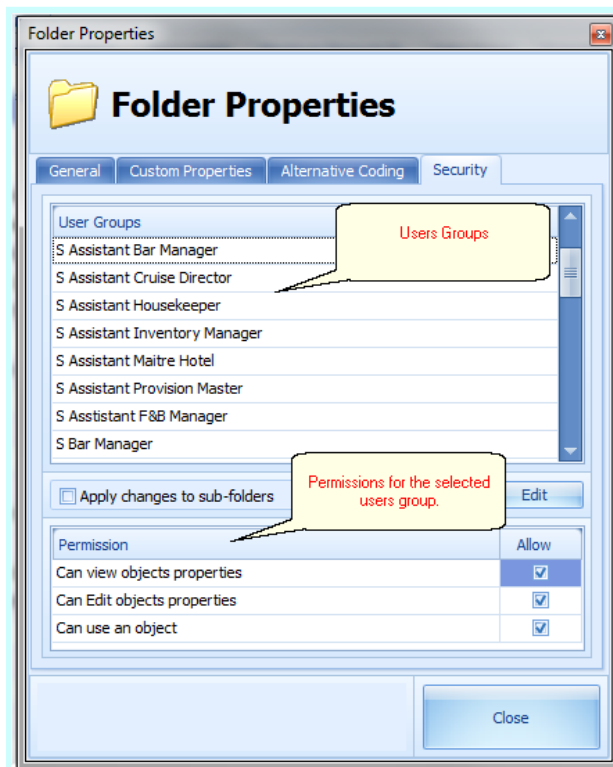 Folder Properties
Folder Properties
General Custom Properties Alternative Coding Security
User Groups
Users Groups
S Assistant Bar Manager
S Assistant Cruise Director
S Assistant Housekeeper
S Assistant Inventory Manager
S Assistant Maitre Hotel
S Assistant Provision Master
S Asstistant F&B Manager
S Bar Manager
Permissions for the selected
users group.
Apply changes to sub-folders Edit
Permission Allow
Can view objects properties
Can Edit objects properties
Can use an object
Close